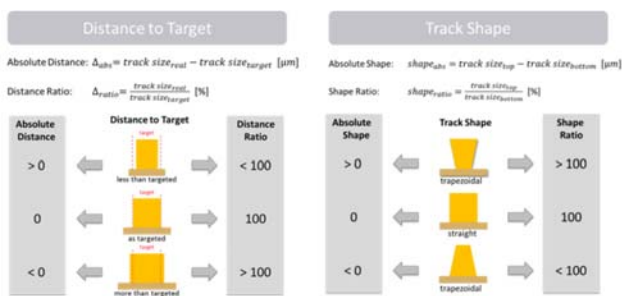 Distance to Target
Absolute Distance: Δabs= track sizereal − track sizetarget [µm]
Distance Ratio: Δratio= track sizereal / track sizetarget [%]
Absolute Distance
Distance to Target
Distance Ratio
target
> 0
< 100
less than targeted
target
0
100
as targeted
target
< 0
> 100
more than targeted
Track Shape
Absolute Shape: shapeabs = track sizetop − track sizebottom [µm]
Shape Ratio: shaperatio = track sizetop / track sizebottom [%]
Absolute Shape
Track Shape
Shape Ratio
> 0
> 100
trapezoidal
0
100
straight
< 0
< 100
trapezoidal